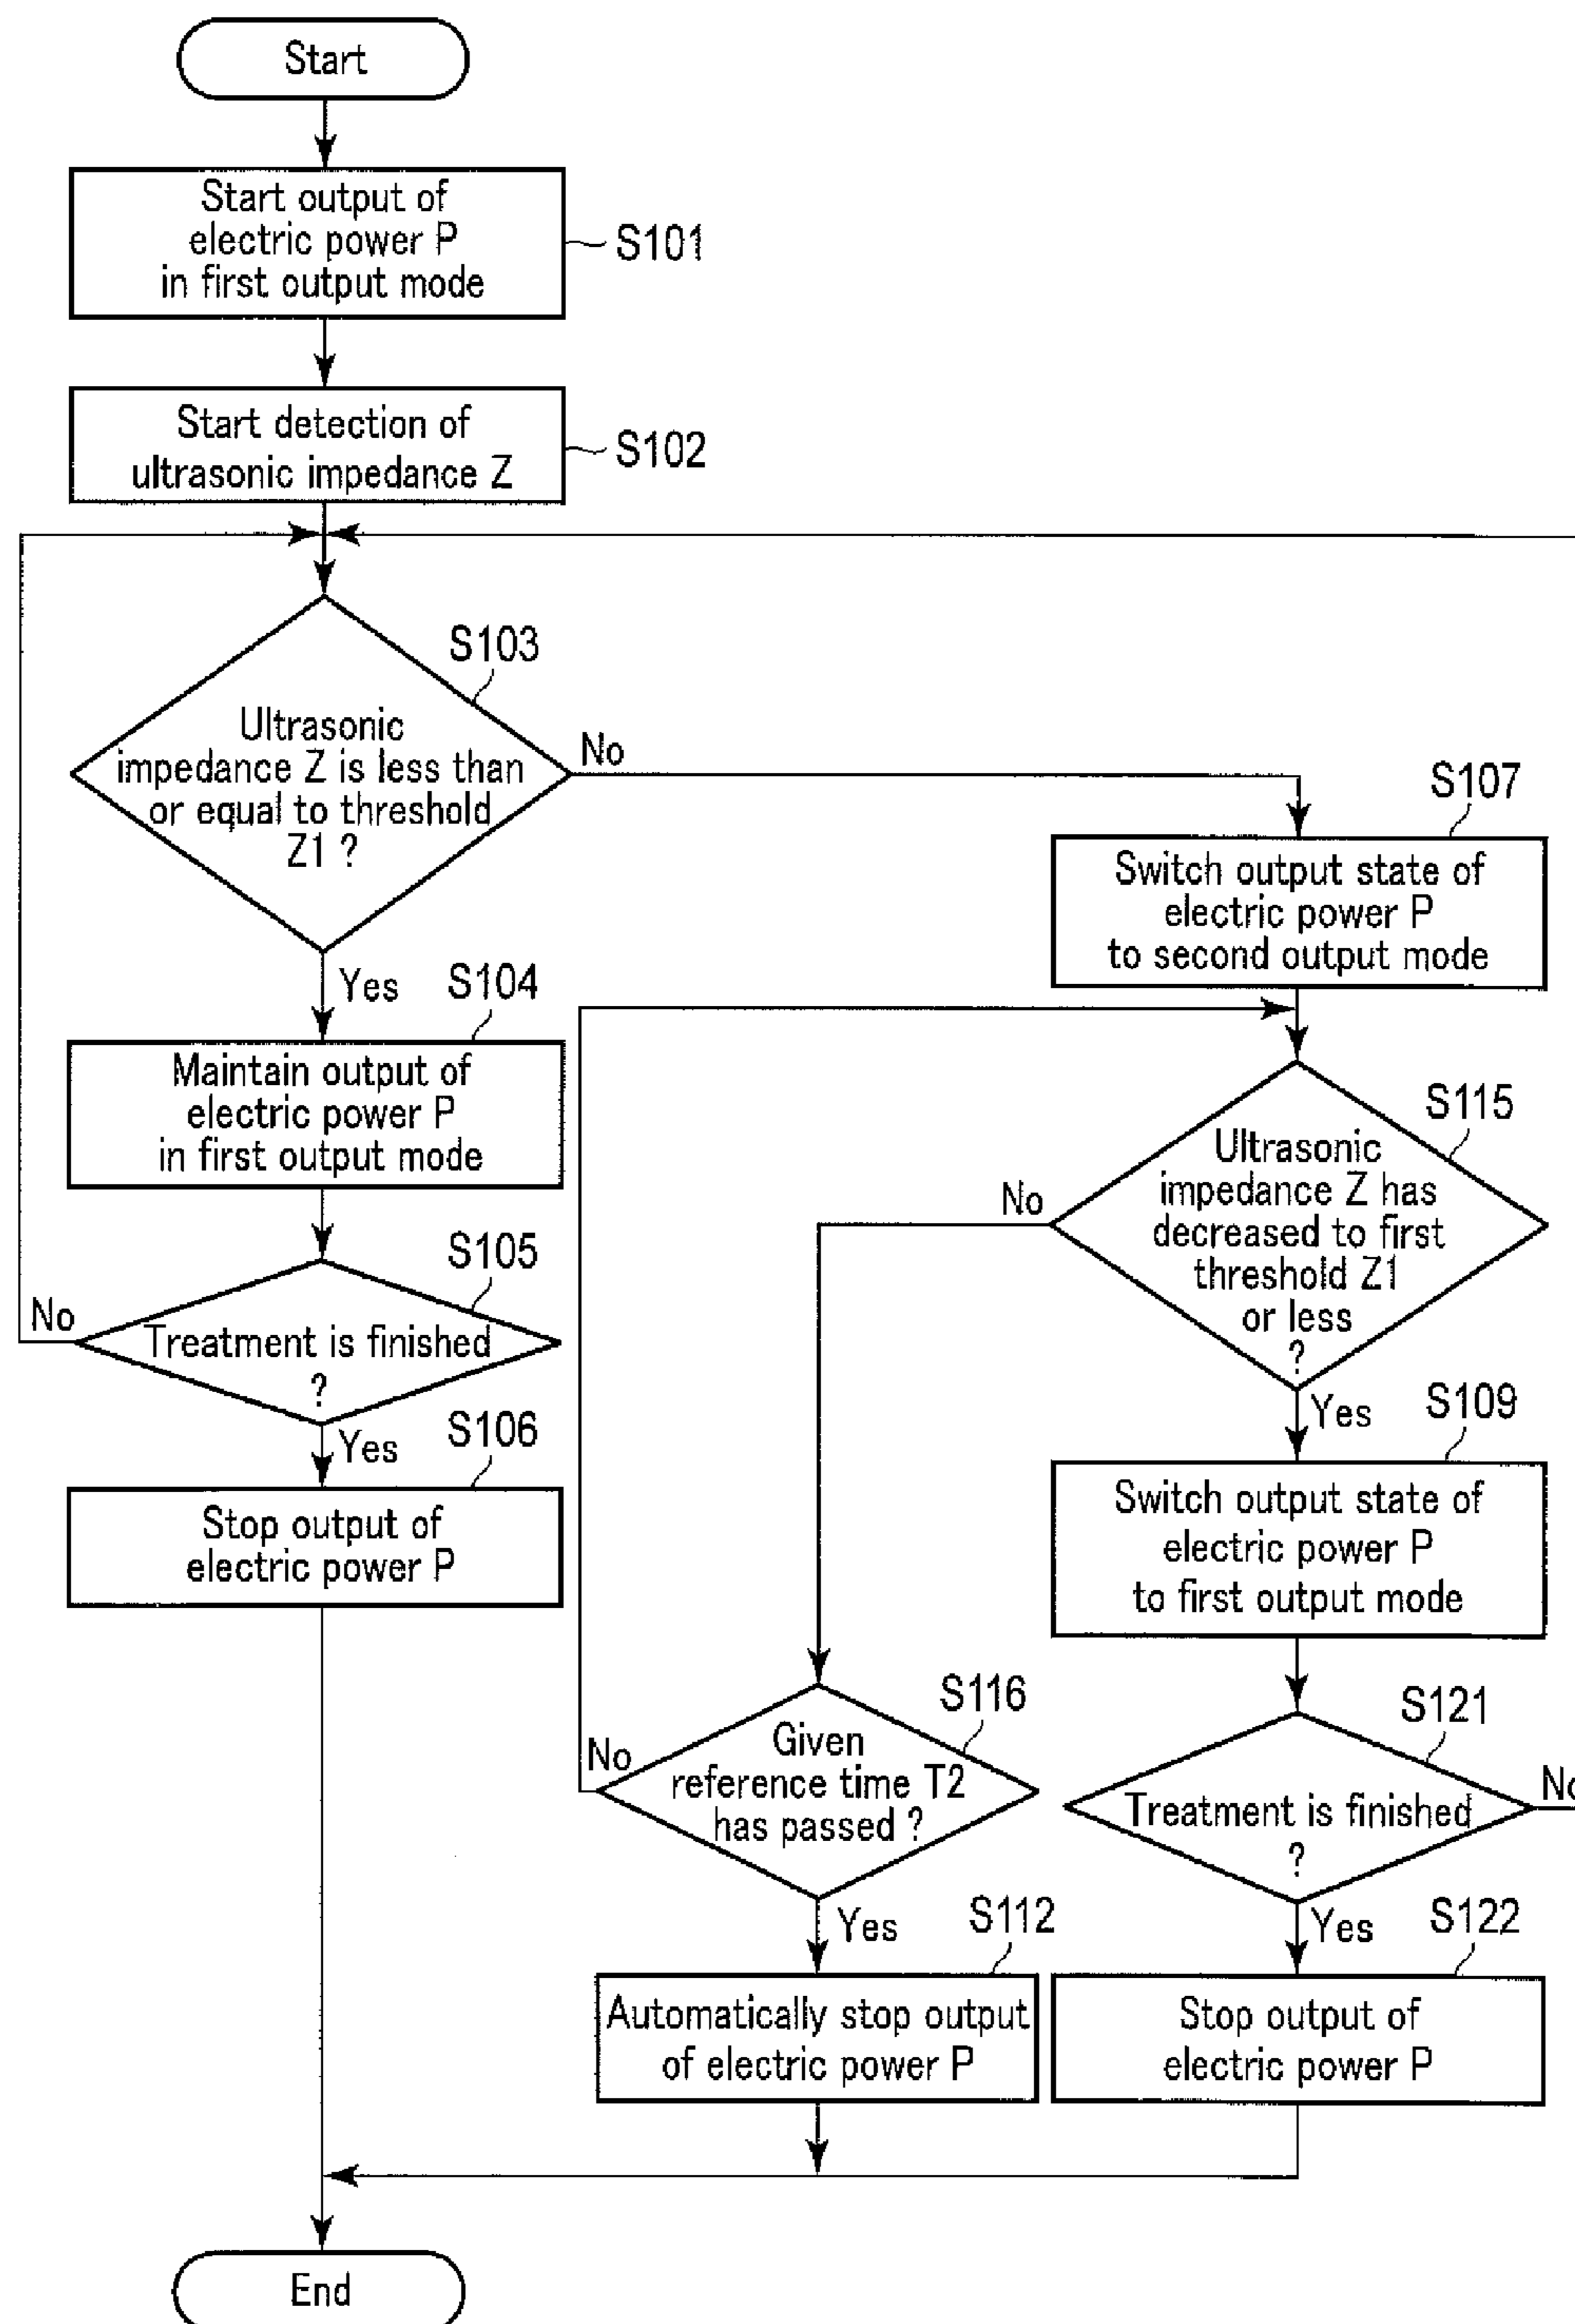 Start
Start output of
electric power P
in first output mode
S101
Start detection of
ultrasonic impedance Z
S102
S103
Ultrasonic
impedance Z is less than
or equal to threshold
Z1 ?
No
Yes
S104
Maintain output of
electric power P
in first output mode
S105
No
Treatment is finished
?
Yes
S106
Stop output of
electric power P
S107
Switch output state of
electric power P
to second output mode
S115
Ultrasonic
impedance Z has
decreased to first
threshold Z1
or less
?
No
Yes
S109
Switch output state of
electric power P
to first output mode
S116
Given
reference time T2
has passed ?
No
Yes
S121
Treatment is finished
?
No
Yes
S112
Automatically stop output
of electric power P
S122
Stop output of
electric power P
End